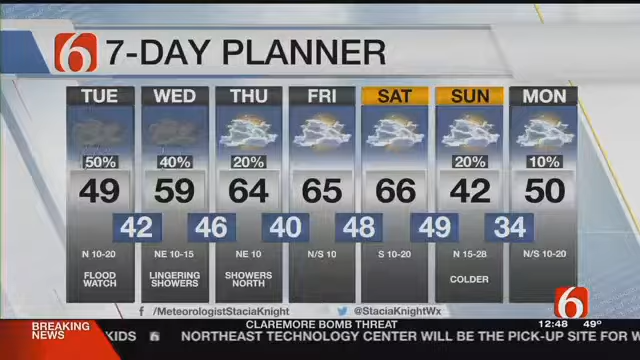 6 7-DAY PLANNER
TUE WED THU FRI SAT SUN MON
50% 40% 20% 20% 10%
49 59 64 65 66 42 50
42 46 40 48 49 34
N 10-20 NE 10-15 NE 10 N/S 10 S 10-20 N 15-28 N/S 10-20
FLOOD WATCH
LINGERING SHOWERS
SHOWERS NORTH
COLDER
f /MeteorologistStaciaKnight @StaciaKnightWx
6
CLAREMORE BOMB THREAT 12:48 49°
BREAKING NEWS
KIDS 6 NORTHEAST TECHNOLOGY CENTER WILL BE THE PICK-UP SITE FOR W